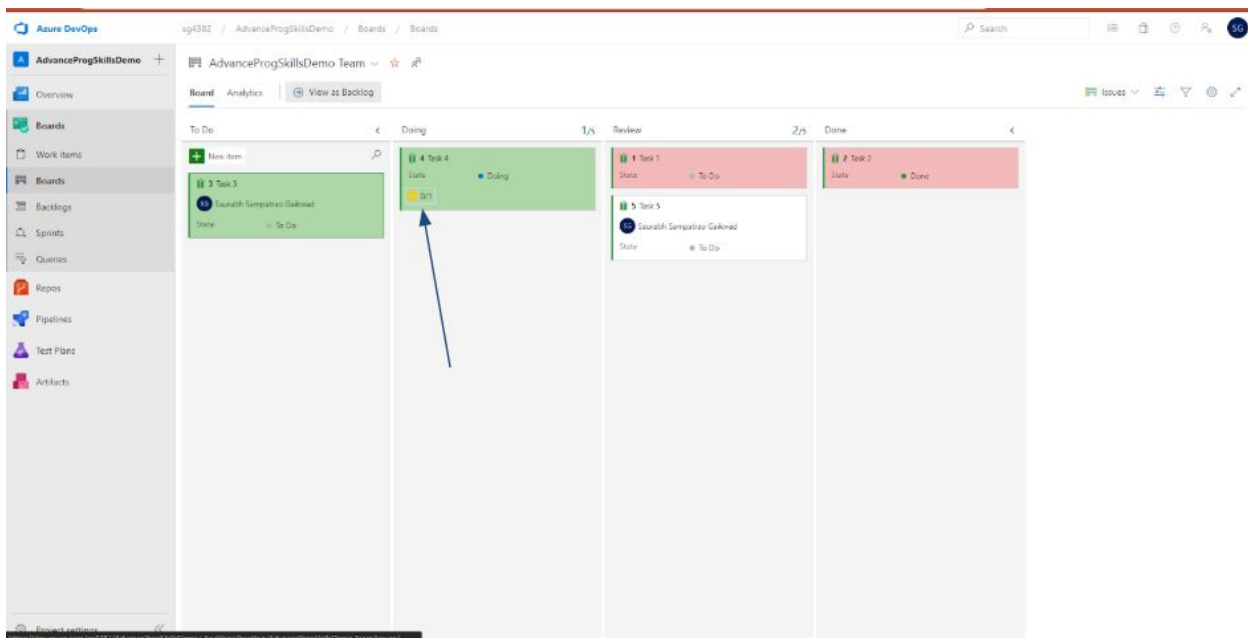 Azure DevOps
sg4382 / AdvanceProgSkillsDemo / Boards / Boards
Search
SG
A AdvanceProgSkillsDemo
AdvanceProgSkillsDemo Team
Overview
Board Analytics View as Backlog
Issues
Boards
To Do
Doing 1/5
Review 2/5
Done
Work items
New item
4 Task 4
State Doing
0/1
1 Task 1
State To Do
2 Task 2
State Done
Boards
3 Task 3
SG Saurabh Sampatrao Gaikwad
State To Do
5 Task 5
SG Saurabh Sampatrao Gaikwad
State To Do
Backlogs
Sprints
Queries
Repos
Pipelines
Test Plans
Artifacts
Project settings